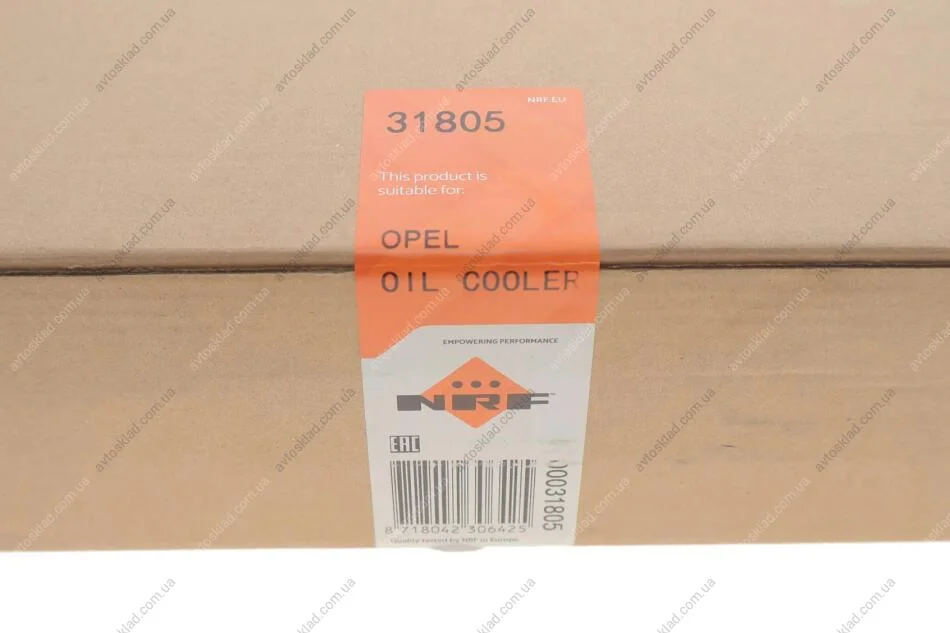 NRF.EU
31805
This product is
suitable for:
OPEL
OIL COOLER
EMPOWERING PERFORMANCE
NRF
EAC
00031805
8 718042 306425
Quality tested by NRF in Europe
avtosklad.com.ua